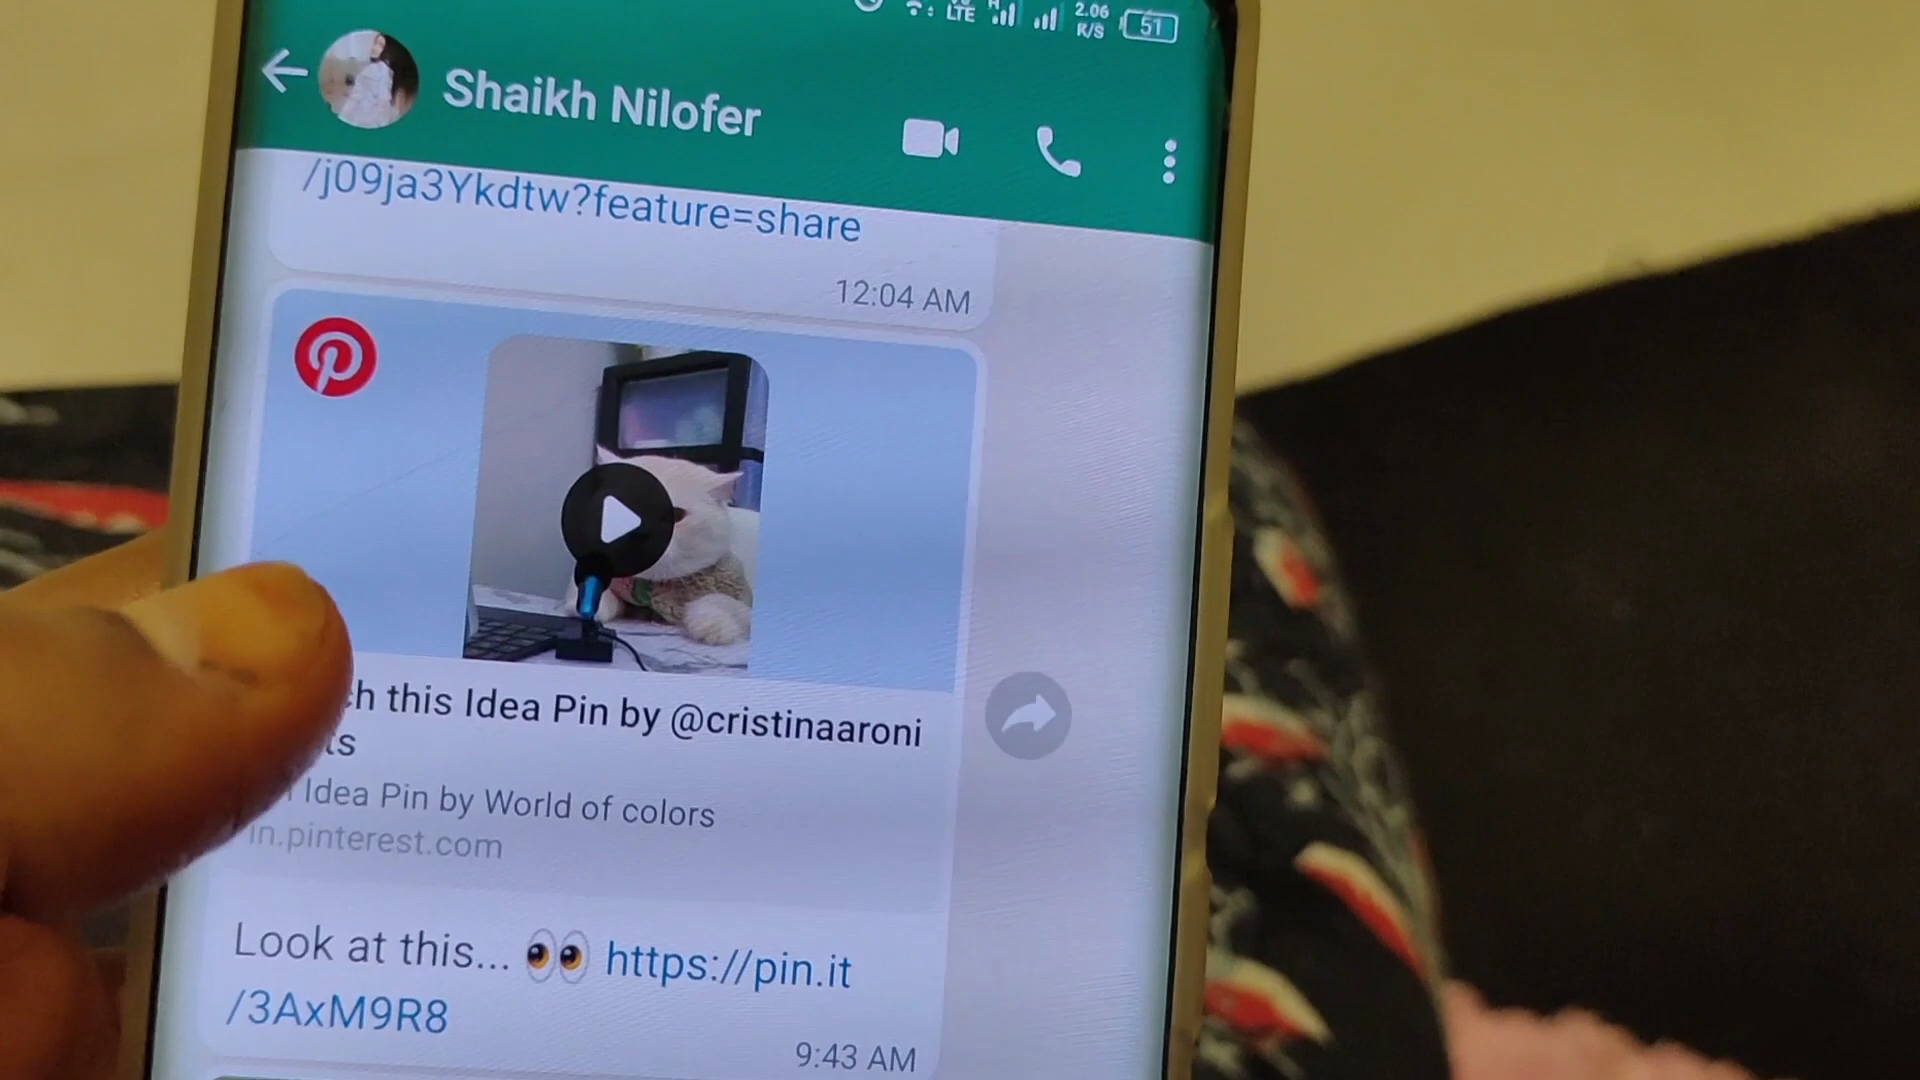 LTE
2.06
R/S
51
Shaikh Nilofer
/j09ja3Ykdtw?feature=share
12:04 AM
this Idea Pin by @cristinaaroni
Idea Pin by World of colors
in.pinterest.com
Look at this... 👀 https://pin.it
/3AxM9R8
9:43 AM